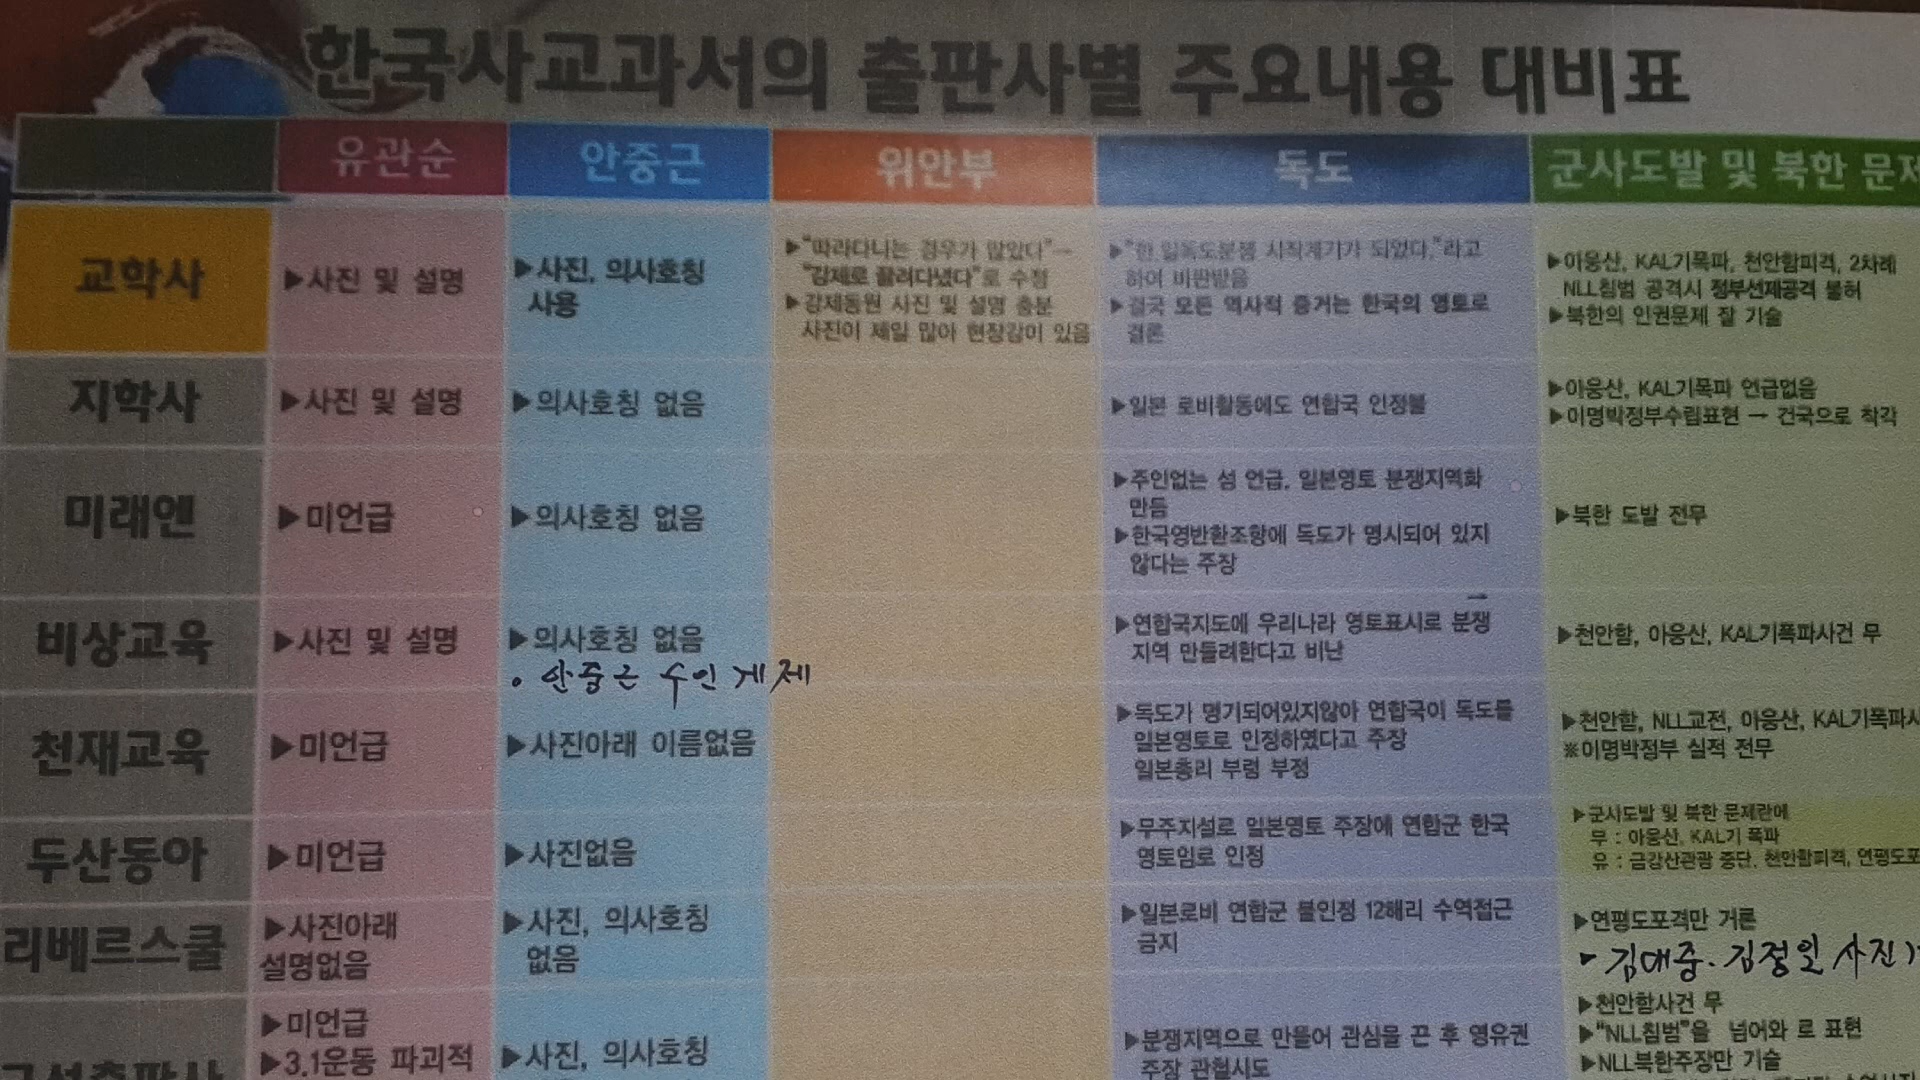 한국사교과서의 출판사별 주요내용 대비표
유관순 안중근 위안부 독도 군사도발 및 북한
교학사
▶사진 및 설명
▶사진, 의사호칭
사용
▶"따라다니는 경우가 많았다"→
"강제로 끌려다녔다"로 수정
▶강제동원 사진 및 설명 충분
사진이 제일 많아 현장감이 있음
▶"한.일독도분쟁 시작계기가 되었다,"라고
하여 비판받음
▶결국 모든 역사적 증거는 한국의 영토로
결론
▶아웅산, KAL기폭파, 천안함피격, 2차례
NLL침범 공격시 정부선제공격 불허
▶북한의 인권문제 잘 기술
지학사
▶사진 및 설명
▶의사호칭 없음
▶일본 로비활동에도 연합국 인정불
▶아웅산, KAL기폭파 언급없음
▶이명박정부수립표현 → 건국으로 착각
미래엔
▶미언급
▶의사호칭 없음
▶주인없는 섬 언급, 일본영토 분쟁지역화
만듬
▶한국영반환조항에 독도가 명시되어 있지
않다는 주장
▶북한 도발 전무
비상교육
▶사진 및 설명
▶의사호칭 없음
• 안중근 수인 게제
▶연합국지도에 우리나라 영토표시로 분쟁
지역 만들려한다고 비난
▶천안함, 아웅산, KAL기폭파사건 무
천재교육
▶미언급
▶사진아래 이름없음
▶독도가 명기되어있지않아 연합국이 독도를
일본영토로 인정하였다고 주장
일본총리 부령 부정
▶천안함, NLL교전, 아웅산, KAL기폭파
※이명박정부 실적 전무
두산동아
▶미언급
▶사진없음
▶무주지설로 일본영토 주장에 연합군 한국
영토임로 인정
▶군사도발 및 북한 문제란에
무 : 아웅산, KAL기 폭파
유 : 금강산관광 중단, 천안함피격, 연평도
리베르스쿨
▶사진아래
설명없음
▶사진, 의사호칭
없음
▶일본로비 연합군 불인정 12해리 수역접근
금지
▶연평도포격만 거론
- 김대중. 김정일 사진
▶미언급
▶3.1운동 파괴적
▶사진, 의사호칭
▶분쟁지역으로 만들어 관심을 끈 후 영유권
주장 관철시도
▶천안함사건 무
▶"NLL침범"을 넘어와 로 표현
▶NLL북한주장만 기술